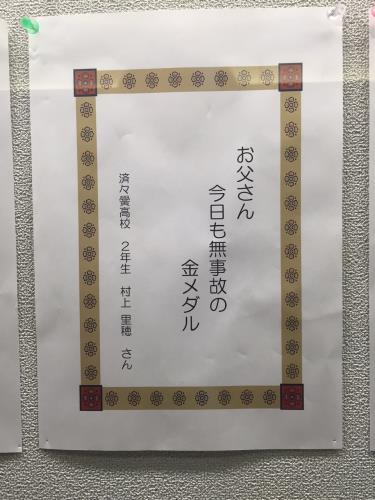 お父さん
今日も無事故の
金メダル
済々黌高校 2年生 村上 里穂 さん